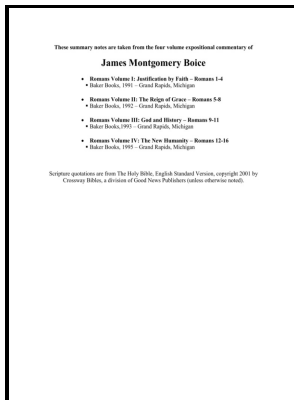 These summary notes are taken from the four volume expositional commentary of
James Montgomery Boice
• Romans Volume I: Justification by Faith – Romans 1-4
▪ Baker Books, 1991 – Grand Rapids, Michigan
• Romans Volume II: The Reign of Grace – Romans 5-8
▪ Baker Books, 1992 – Grand Rapids, Michigan
• Romans Volume III: God and History – Romans 9-11
▪ Baker Books,1993 – Grand Rapids, Michigan
• Romans Volume IV: The New Humanity – Romans 12-16
▪ Baker Books, 1995 – Grand Rapids, Michigan
Scripture quotations are from The Holy Bible, English Standard Version, copyright 2001 by
Crossway Bibles, a division of Good News Publishers (unless otherwise noted).